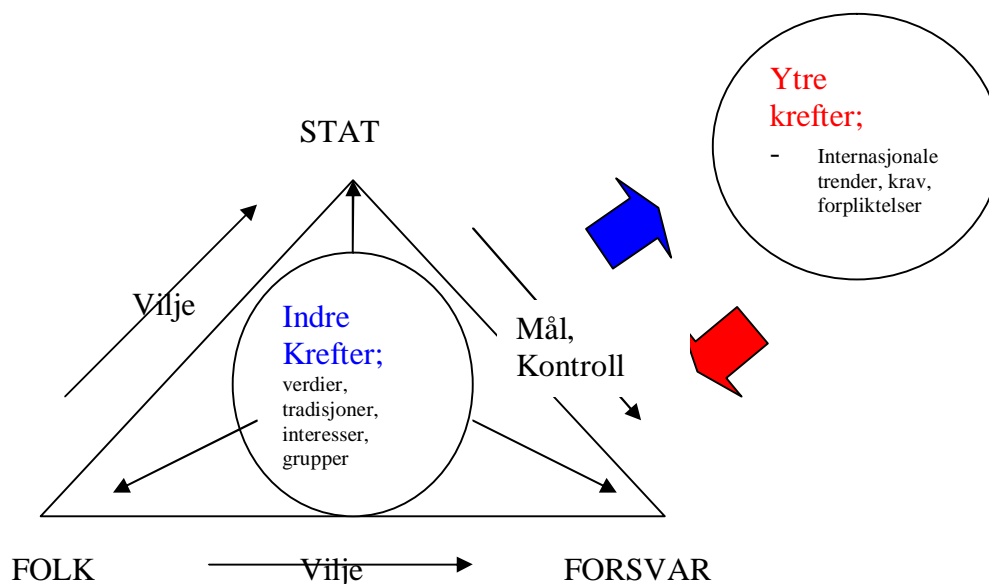 Ytre
krefter;
- Internasjonale
trender, krav,
forpliktelser
STAT
Vilje
Indre
Krefter;
verdier,
tradisjoner,
interesser,
grupper
Mål,
Kontroll
FOLK
Vilje
FORSVAR